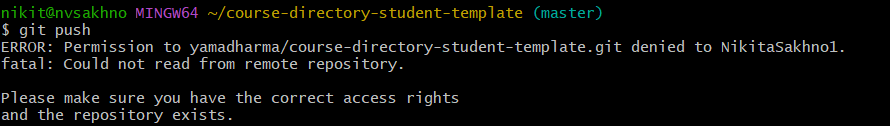 nikit@nvsakhno MINGW64 ~/course-directory-student-template (master)
$ git push
ERROR: Permission to yamadharma/course-directory-student-template.git denied to NikitaSakhno1.
fatal: Could not read from remote repository.

Please make sure you have the correct access rights
and the repository exists.